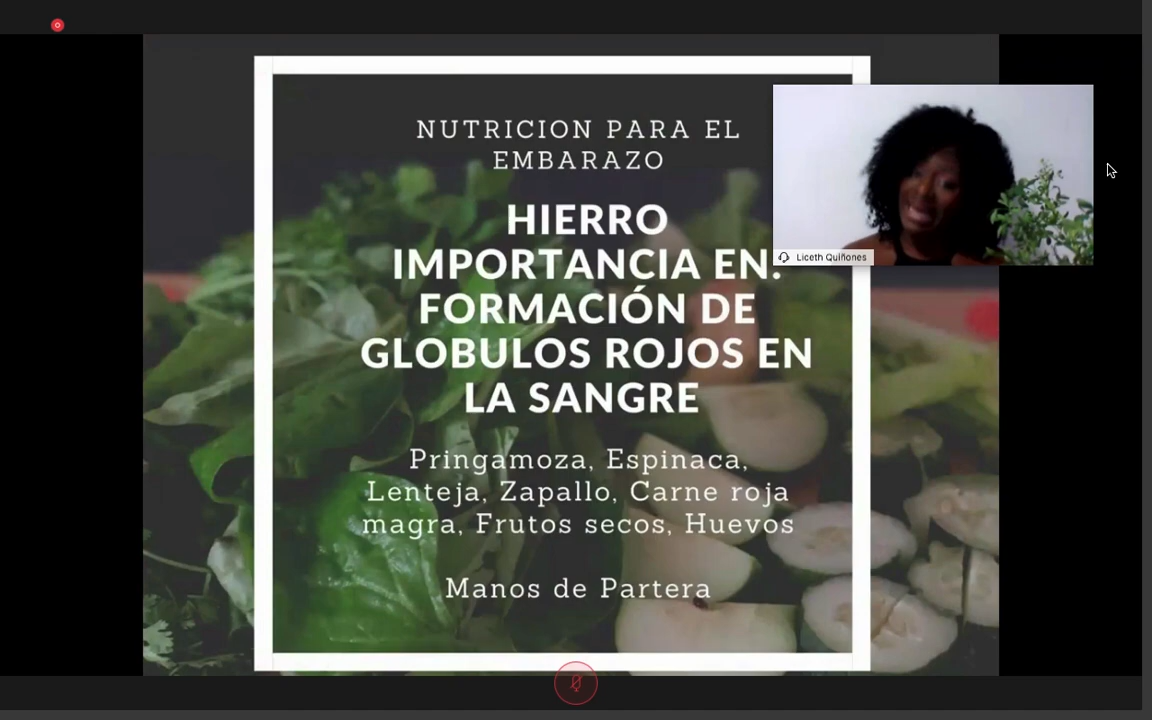 NUTRICION PARA EL
EMBARAZO
HIERRO
IMPORTANCIA EN:
FORMACIÓN DE
GLOBULOS ROJOS EN
LA SANGRE
Pringamoza, Espinaca,
Lenteja, Zapallo, Carne roja
magra, Frutos secos, Huevos
Manos de Partera
Liceth Quiñones